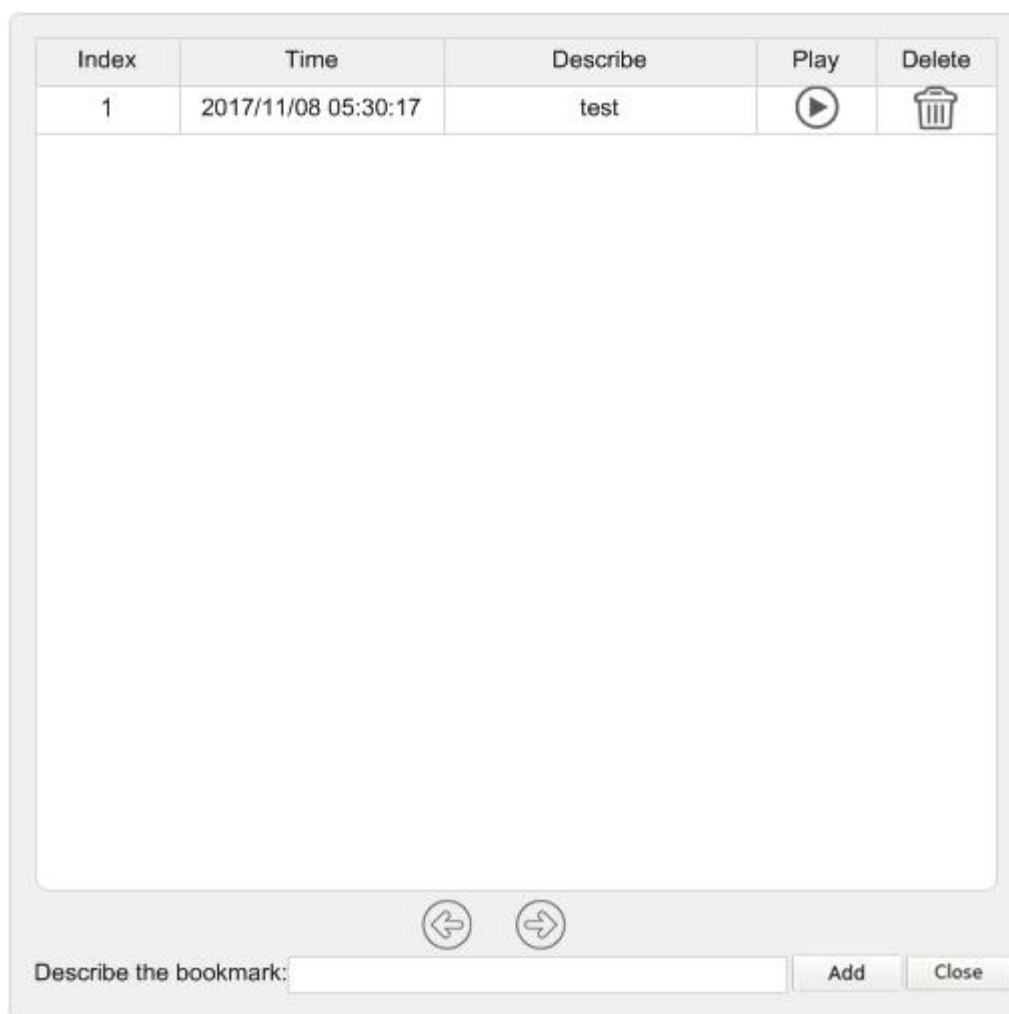 Index Time Describe Play Delete
1 2017/11/08 05:30:17 test
Describe the bookmark: Add Close